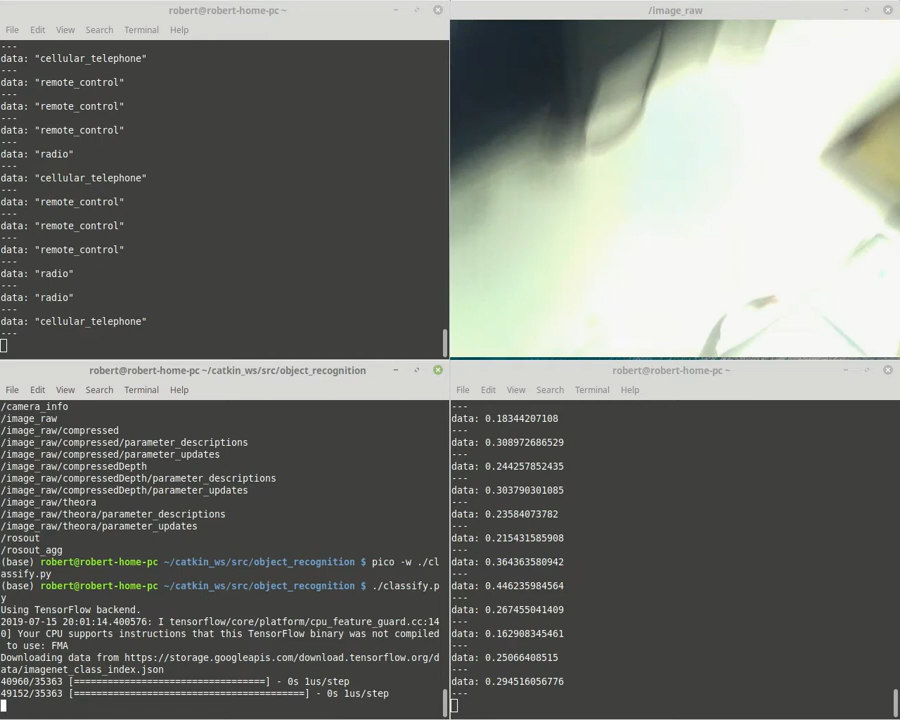 robert@robert-home-pc ~
File Edit View Search Terminal Help
---
data: "cellular_telephone"
---
data: "remote_control"
---
data: "remote_control"
---
data: "remote_control"
---
data: "radio"
---
data: "cellular_telephone"
---
data: "remote_control"
---
data: "remote_control"
---
data: "remote_control"
---
data: "radio"
---
data: "radio"
---
data: "cellular_telephone"
---
/image_raw
robert@robert-home-pc ~/catkin_ws/src/object_recognition
File Edit View Search Terminal Help
/camera_info
/image_raw
/image_raw/compressed
/image_raw/compressed/parameter_descriptions
/image_raw/compressed/parameter_updates
/image_raw/compressedDepth
/image_raw/compressedDepth/parameter_descriptions
/image_raw/compressedDepth/parameter_updates
/image_raw/theora
/image_raw/theora/parameter_descriptions
/image_raw/theora/parameter_updates
/rosout
/rosout_agg
(base) robert@robert-home-pc ~/catkin_ws/src/object_recognition $ pico -w ./cl
assify.py
(base) robert@robert-home-pc ~/catkin_ws/src/object_recognition $ ./classify.p
y
Using TensorFlow backend.
2019-07-15 20:01:14.400576: I tensorflow/core/platform/cpu_feature_guard.cc:14
0] Your CPU supports instructions that this TensorFlow binary was not compiled
 to use: FMA
Downloading data from https://storage.googleapis.com/download.tensorflow.org/d
ata/imagenet_class_index.json
40960/35363 [==================================] - 0s 1us/step
49152/35363 [=========================================] - 0s 1us/step
robert@robert-home-pc ~
File Edit View Search Terminal Help
---
data: 0.18344207108
---
data: 0.308972686529
---
data: 0.244257852435
---
data: 0.303790301085
---
data: 0.23584073782
---
data: 0.215431585908
---
data: 0.364363580942
---
data: 0.446235984564
---
data: 0.267455041409
---
data: 0.162908345461
---
data: 0.25066408515
---
data: 0.294516056776
---